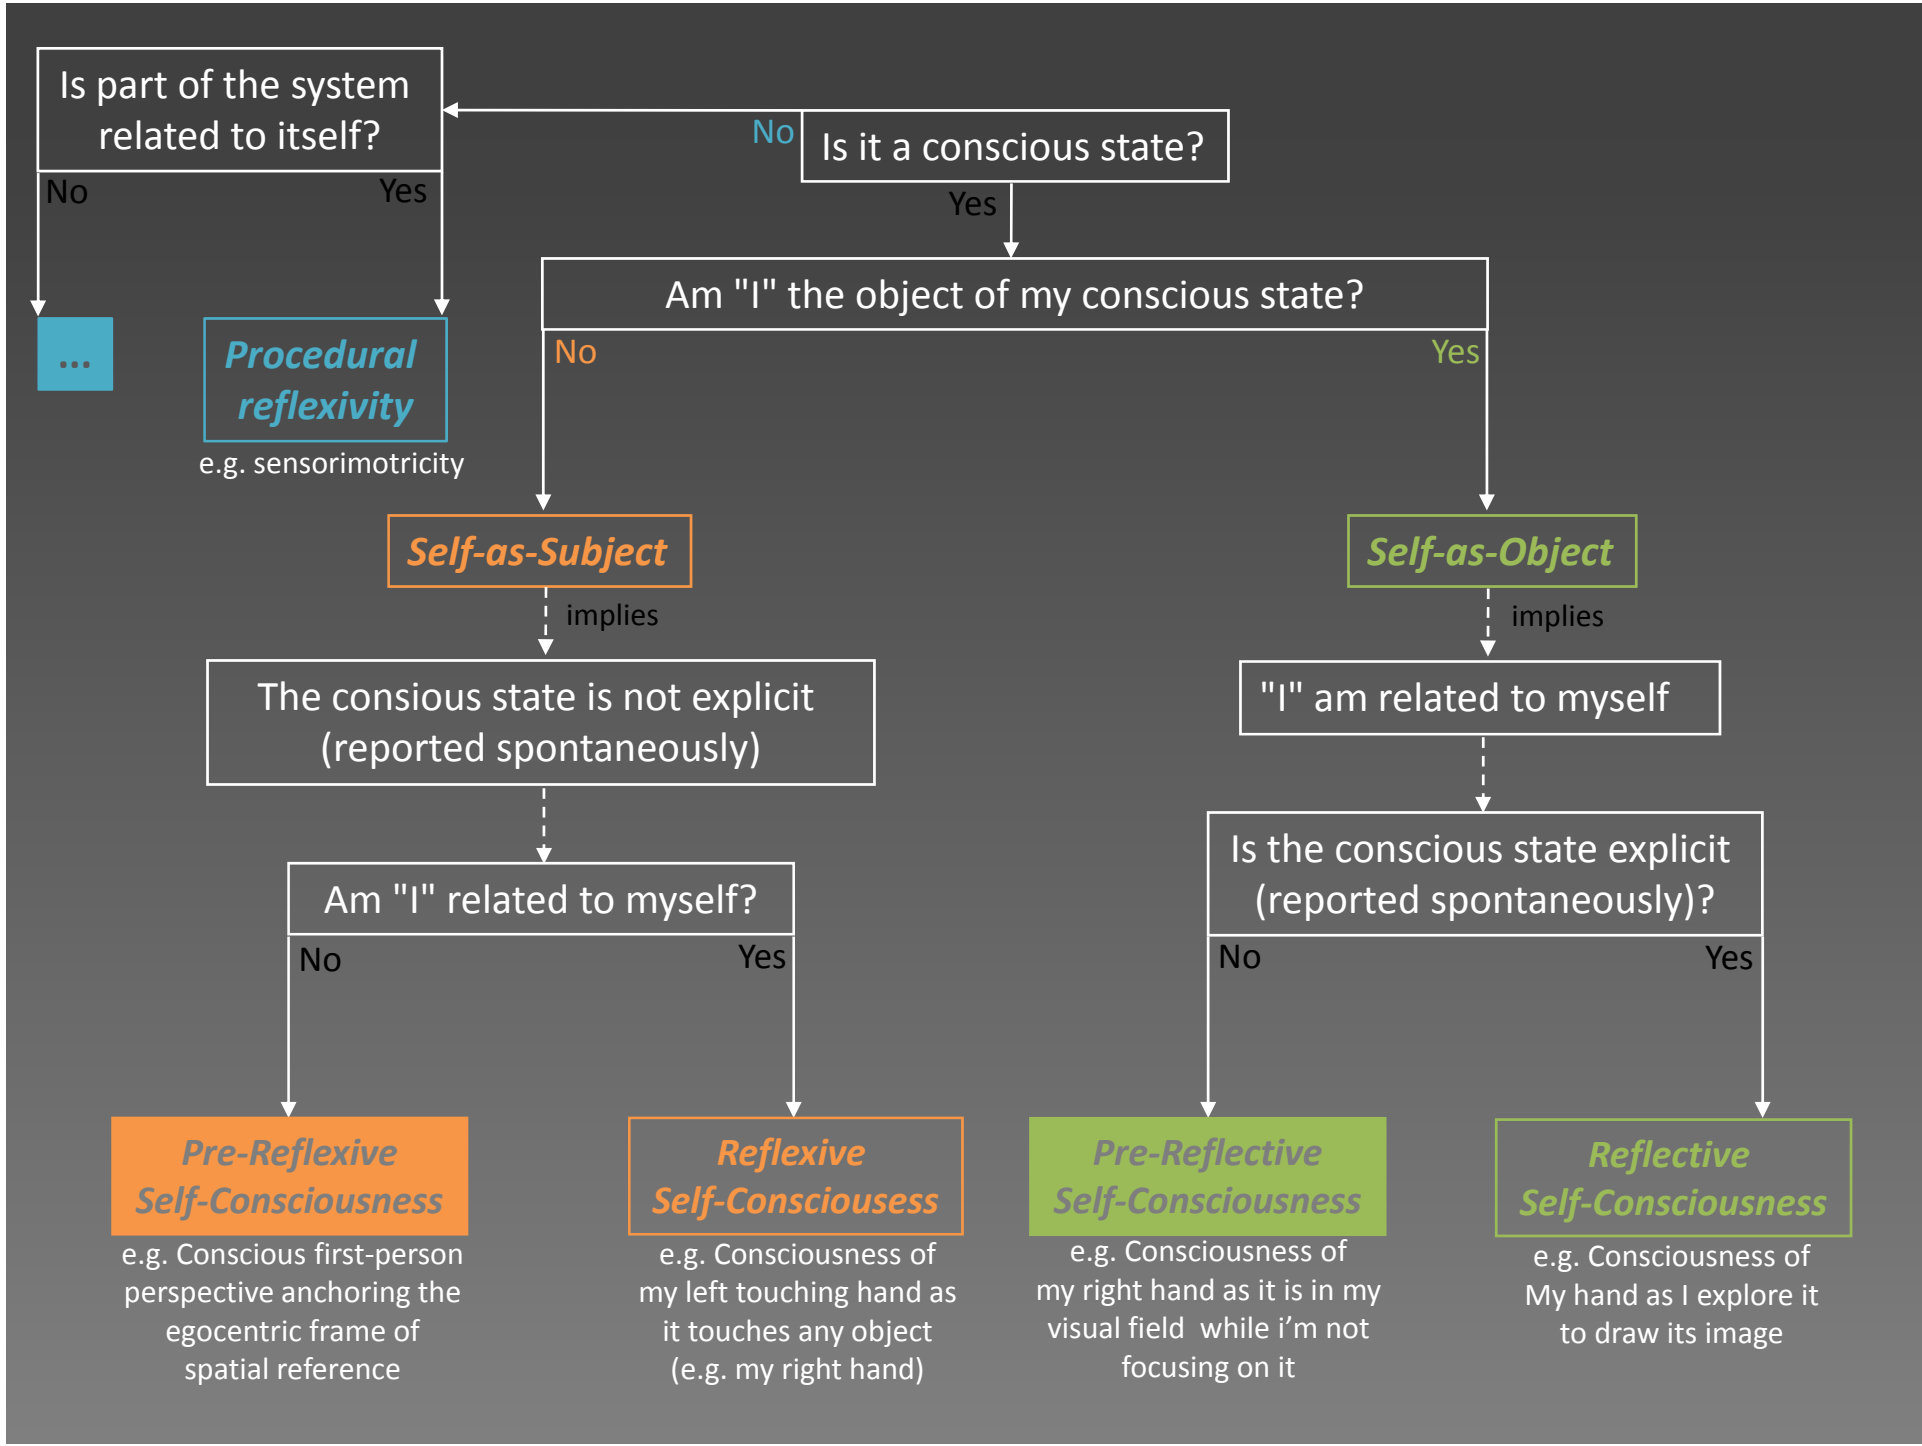 Is part of the system
related to itself?
No
Is it a conscious state?
No
Yes
Yes
Am "I" the object of my conscious state?
...
Procedural
reflexivity
e.g. sensorimotricity
No
Yes
Self-as-Subject
Self-as-Object
implies
implies
The consious state is not explicit
(reported spontaneously)
"I" am related to myself
Am "I" related to myself?
Is the conscious state explicit
(reported spontaneously)?
No
Yes
No
Yes
Pre-Reflexive
Self-Consciousness
e.g. Conscious first-person
perspective anchoring the
egocentric frame of
spatial reference
Reflexive
Self-Consciousess
e.g. Consciousness of
my left touching hand as
it touches any object
(e.g. my right hand)
Pre-Reflective
Self-Consciousness
e.g. Consciousness of
my right hand as it is in my
visual field while i’m not
focusing on it
Reflective
Self-Consciousness
e.g. Consciousness of
My hand as I explore it
to draw its image